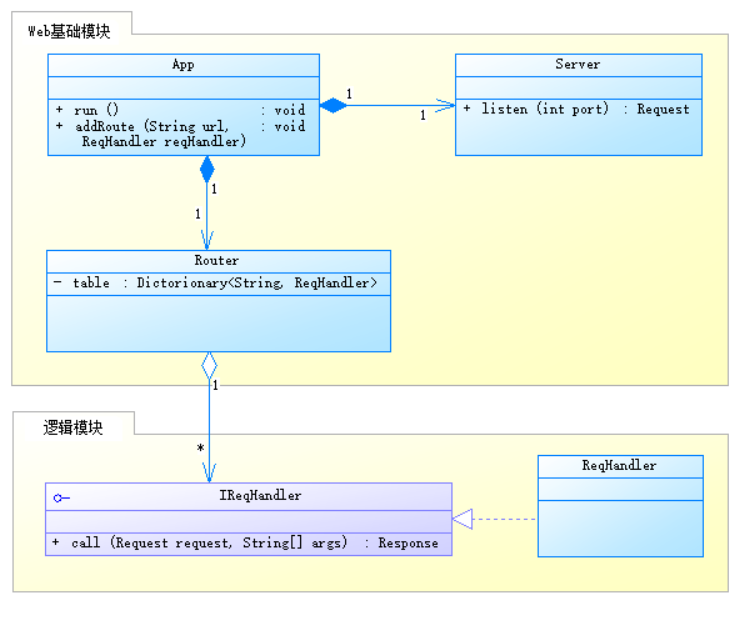 Web基础模块
App
+ run () : void
+ addRoute (String url, : void
ReqHandler reqHandler)
1
1
Server
+ listen (int port) : Request
1
1
Router
- table : Dictorionary<String, ReqHandler>
1
*
逻辑模块
IReqHandler
+ call (Request request, String[] args) : Response
ReqHandler